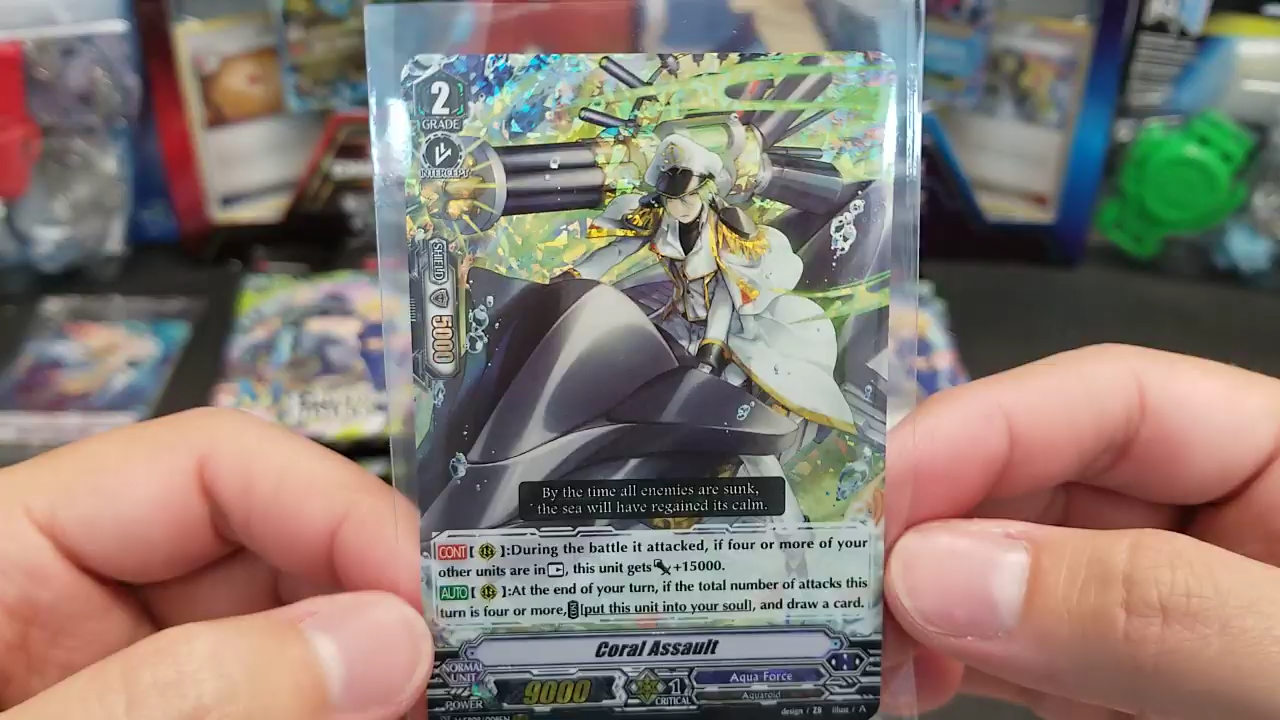 2
GRADE
INTERCEPT
SHIELD
5000
By the time all enemies are sunk,
the sea will have regained its calm.
CONT [ ]:During the battle it attacked, if four or more of your
other units are in , this unit gets +15000.
AUTO [ ]:At the end of your turn, if the total number of attacks this
turn is four or more, [put this unit into your soul], and draw a card.
Coral Assault
NORMAL
UNIT
POWER
9000
1
CRITICAL
Aqua Force
Aquaroid
design / Z8 illust / A